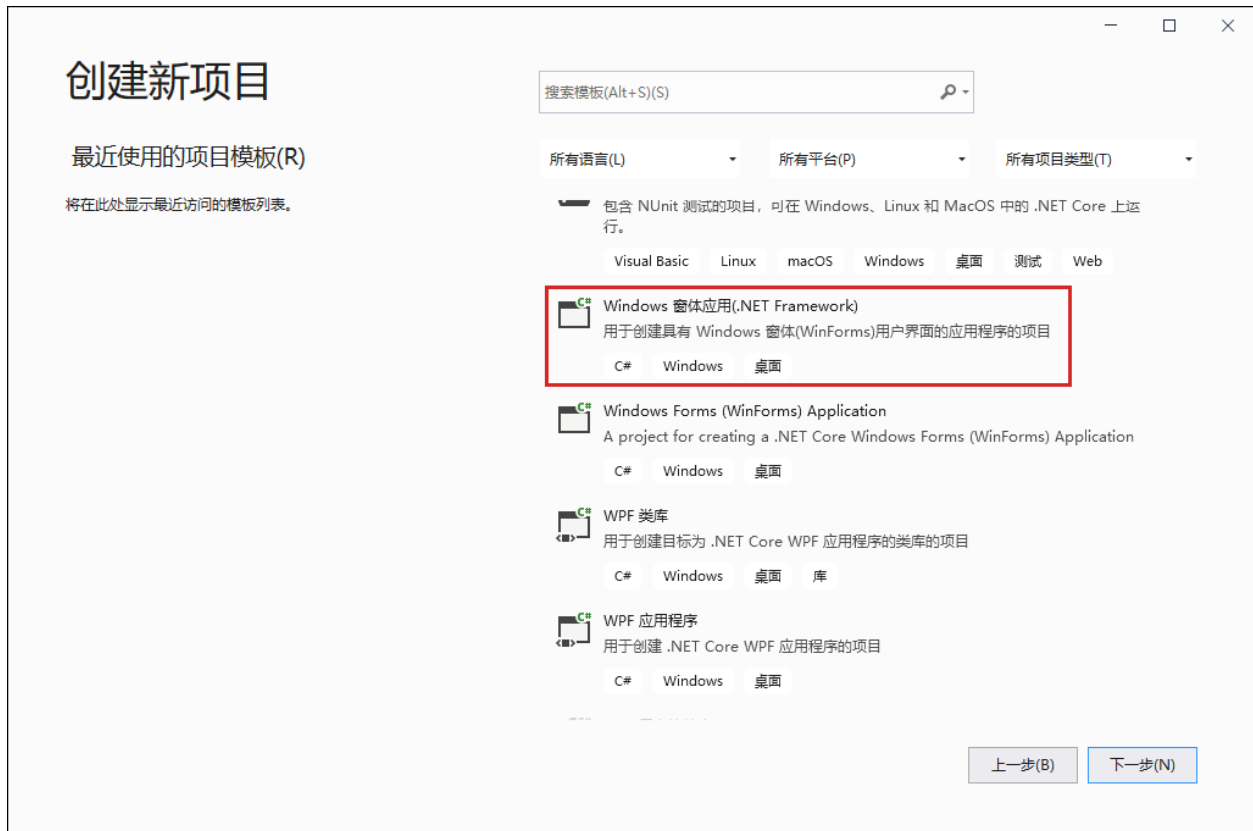 创建新项目
搜索模板(Alt+S)(S)
最近使用的项目模板(R)
所有语言(L)
所有平台(P)
所有项目类型(T)
将在此处显示最近访问的模板列表。
包含 NUnit 测试的项目，可在 Windows、Linux 和 MacOS 中的 .NET Core 上运
行。
Visual Basic Linux macOS Windows 桌面 测试 Web
C#
Windows 窗体应用(.NET Framework)
用于创建具有 Windows 窗体(WinForms)用户界面的应用程序的项目
C# Windows 桌面
C#
Windows Forms (WinForms) Application
A project for creating a .NET Core Windows Forms (WinForms) Application
C# Windows 桌面
C#
WPF 类库
用于创建目标为 .NET Core WPF 应用程序的类库的项目
C# Windows 桌面 库
C#
WPF 应用程序
用于创建 .NET Core WPF 应用程序的项目
C# Windows 桌面
上一步(B)
下一步(N)